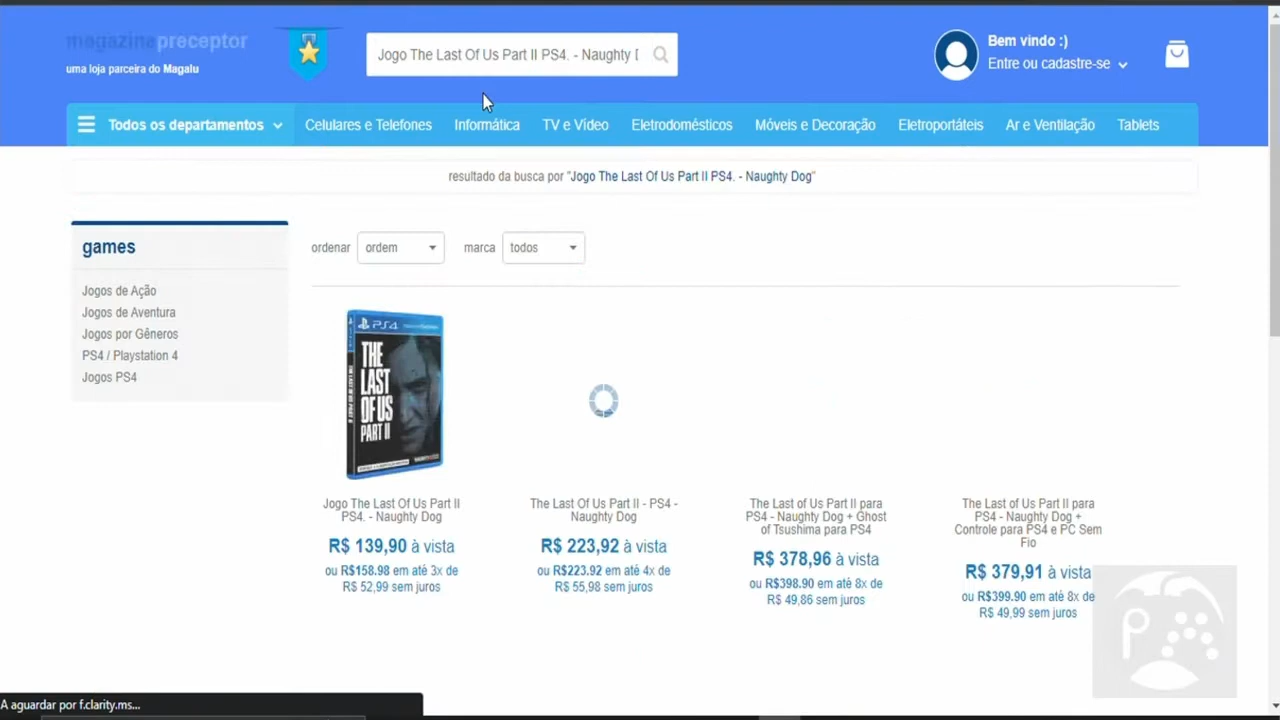 magazinapreceptor
uma loja parceira do Magalu
Jogo The Last Of Us Part II PS4. - Naughty D
Bem vindo :)
Entre ou cadastre-se
Todos os departamentos
Celulares e Telefones
Informática
TV e Vídeo
Eletrodomésticos
Móveis e Decoração
Eletroportáteis
Ar e Ventilação
Tablets
resultado da busca por "Jogo The Last Of Us Part II PS4. - Naughty Dog"
games
Jogos de Ação
Jogos de Aventura
Jogos por Gêneros
PS4 / Playstation 4
Jogos PS4
ordenar
ordem
marca
todos
PS4
THE
LAST
OF US
PART II
Jogo The Last Of Us Part II
PS4. - Naughty Dog
R$ 139,90 à vista
ou R$158.98 em até 3x de
R$ 52,99 sem juros
The Last Of Us Part II - PS4 -
Naughty Dog
R$ 223,92 à vista
ou R$223.92 em até 4x de
R$ 55,98 sem juros
The Last of Us Part II para
PS4 - Naughty Dog + Ghost
of Tsushima para PS4
R$ 378,96 à vista
ou R$398.90 em até 8x de
R$ 49,86 sem juros
The Last of Us Part II para
PS4 - Naughty Dog +
Controle para PS4 e PC Sem
Fio
R$ 379,91 à vista
ou R$399.90 em até 8x de
R$ 49,99 sem juros
P
A aguardar por f.clarity.ms...